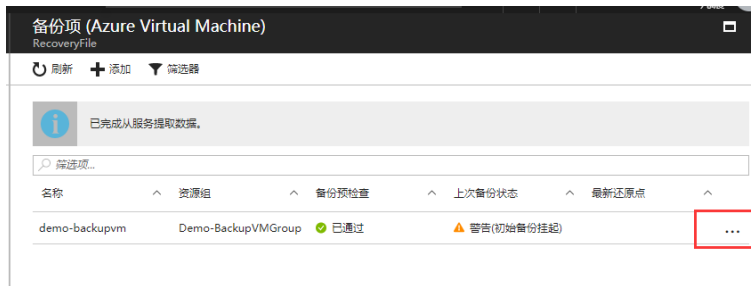 备份项 (Azure Virtual Machine)
RecoveryFile
刷新 添加 筛选器
已完成从服务提取数据。
筛选项...
名称 资源组 备份预检查 上次备份状态 最新还原点
demo-backupvm Demo-BackupVMGroup 已通过 警告(初始备份挂起) ...